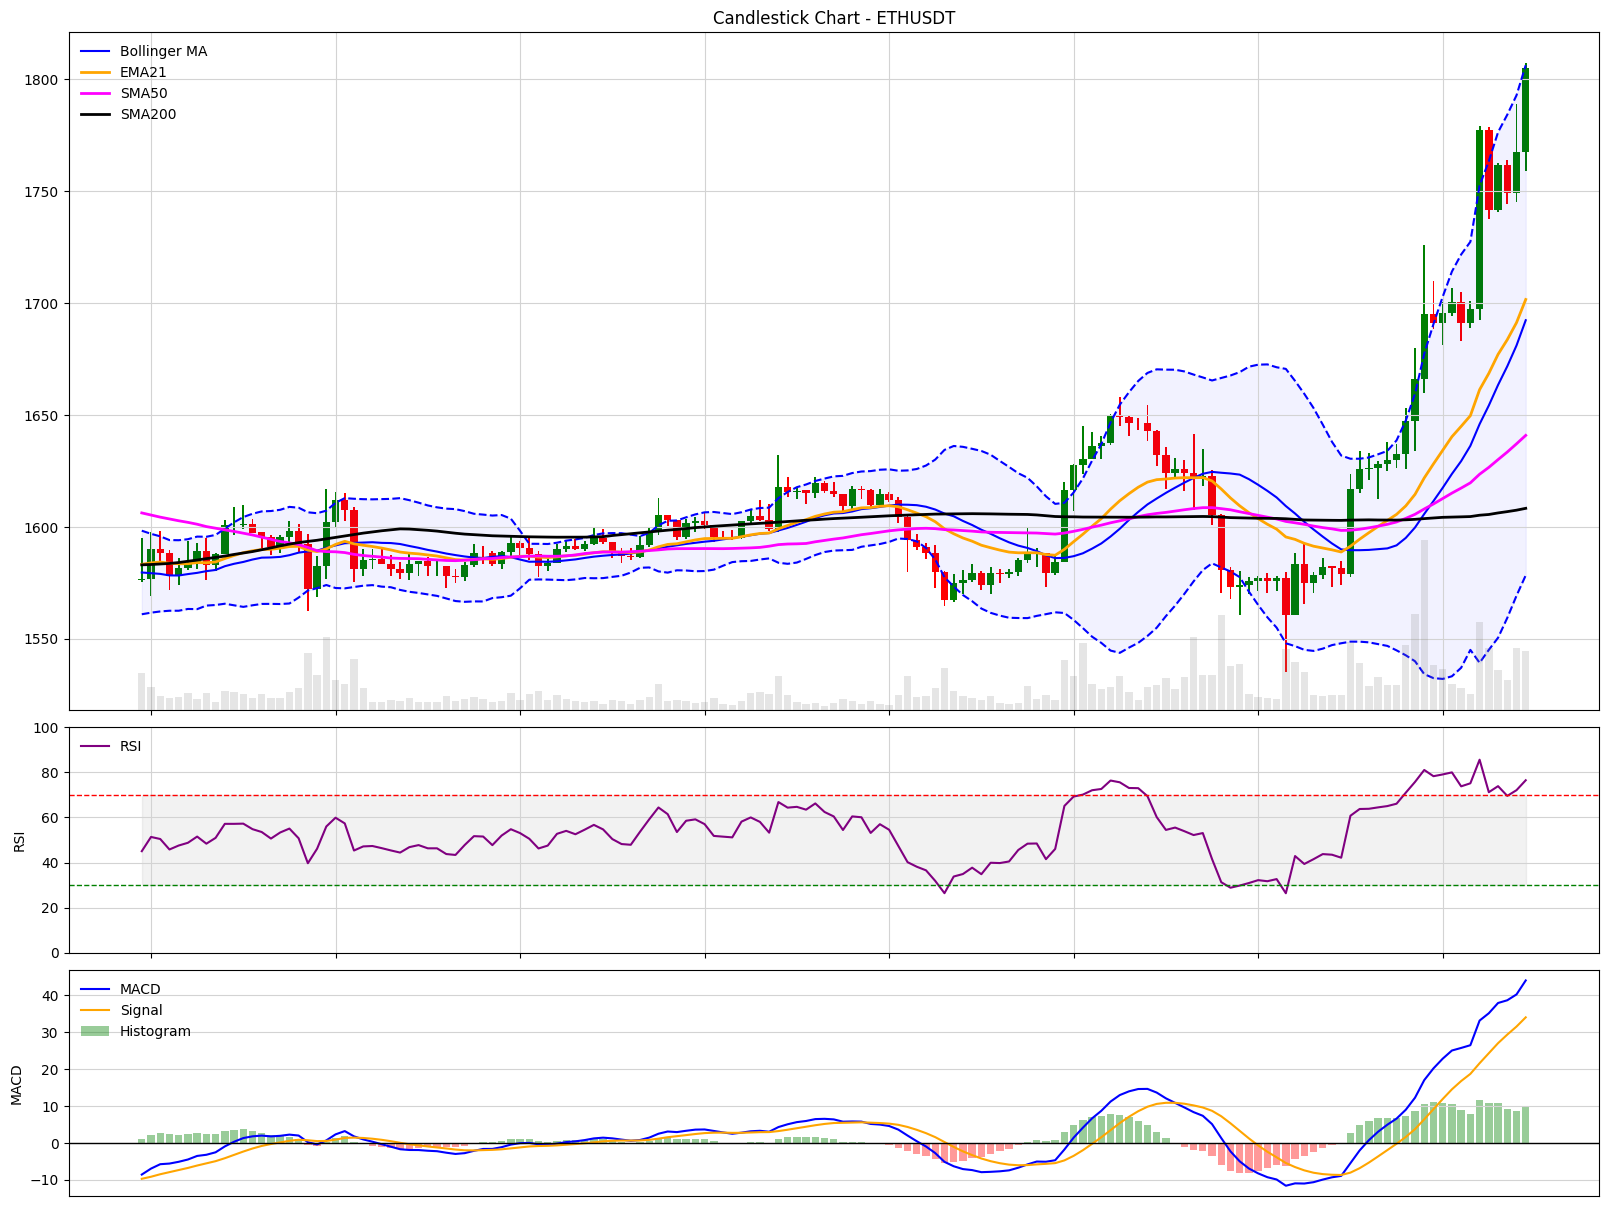 Candlestick Chart - ETHUSDT
Bollinger MA
EMA21
SMA50
SMA200
1800
1750
1700
1650
1600
1550
RSI
100
80
60
40
20
0
RSI
MACD
Signal
Histogram
40
30
20
10
0
−10
MACD